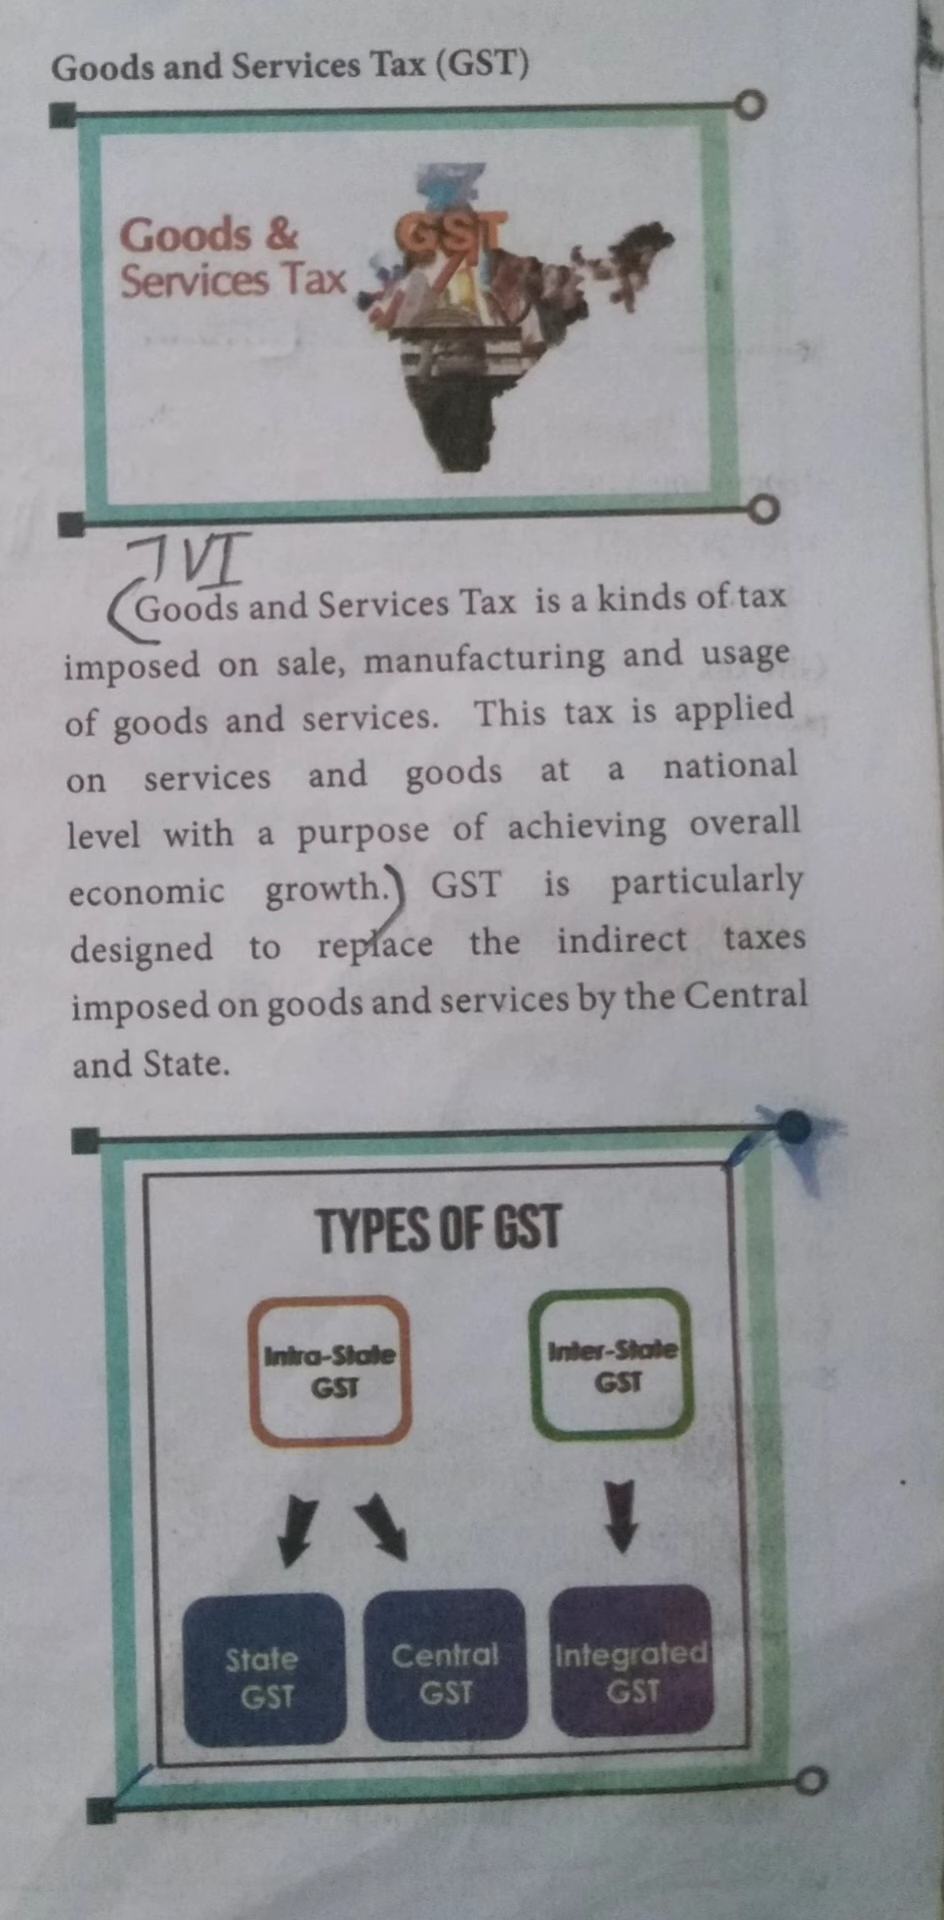 Goods and Services Tax (GST)
Goods &
Services Tax
GST
7 VI
Goods and Services Tax is a kinds of tax
imposed on sale, manufacturing and usage
of goods and services. This tax is applied
on services and goods at a national
level with a purpose of achieving overall
economic growth.) GST is particularly
designed to replace the indirect taxes
imposed on goods and services by the Central
and State.
TYPES OF GST
Intra-State
GST
Inter-State
GST
State
GST
Central
GST
Integrated
GST